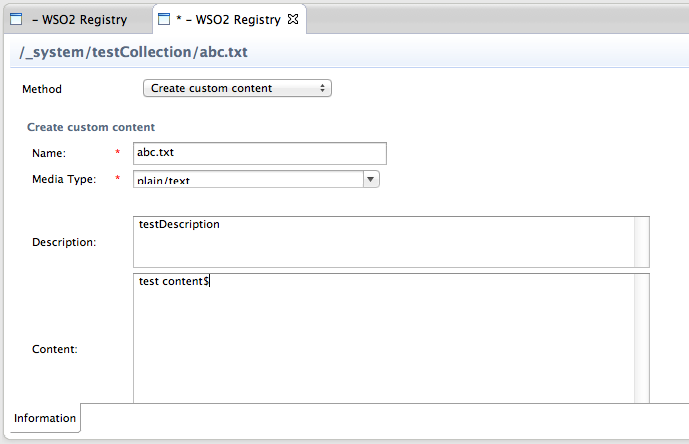 – WSO2 Registry
* – WSO2 Registry
/_system/testCollection/abc.txt
Method
Create custom content
Create custom content
Name: * abc.txt
Media Type: * plain/text
Description:
testDescription
test content$
Content:
Information